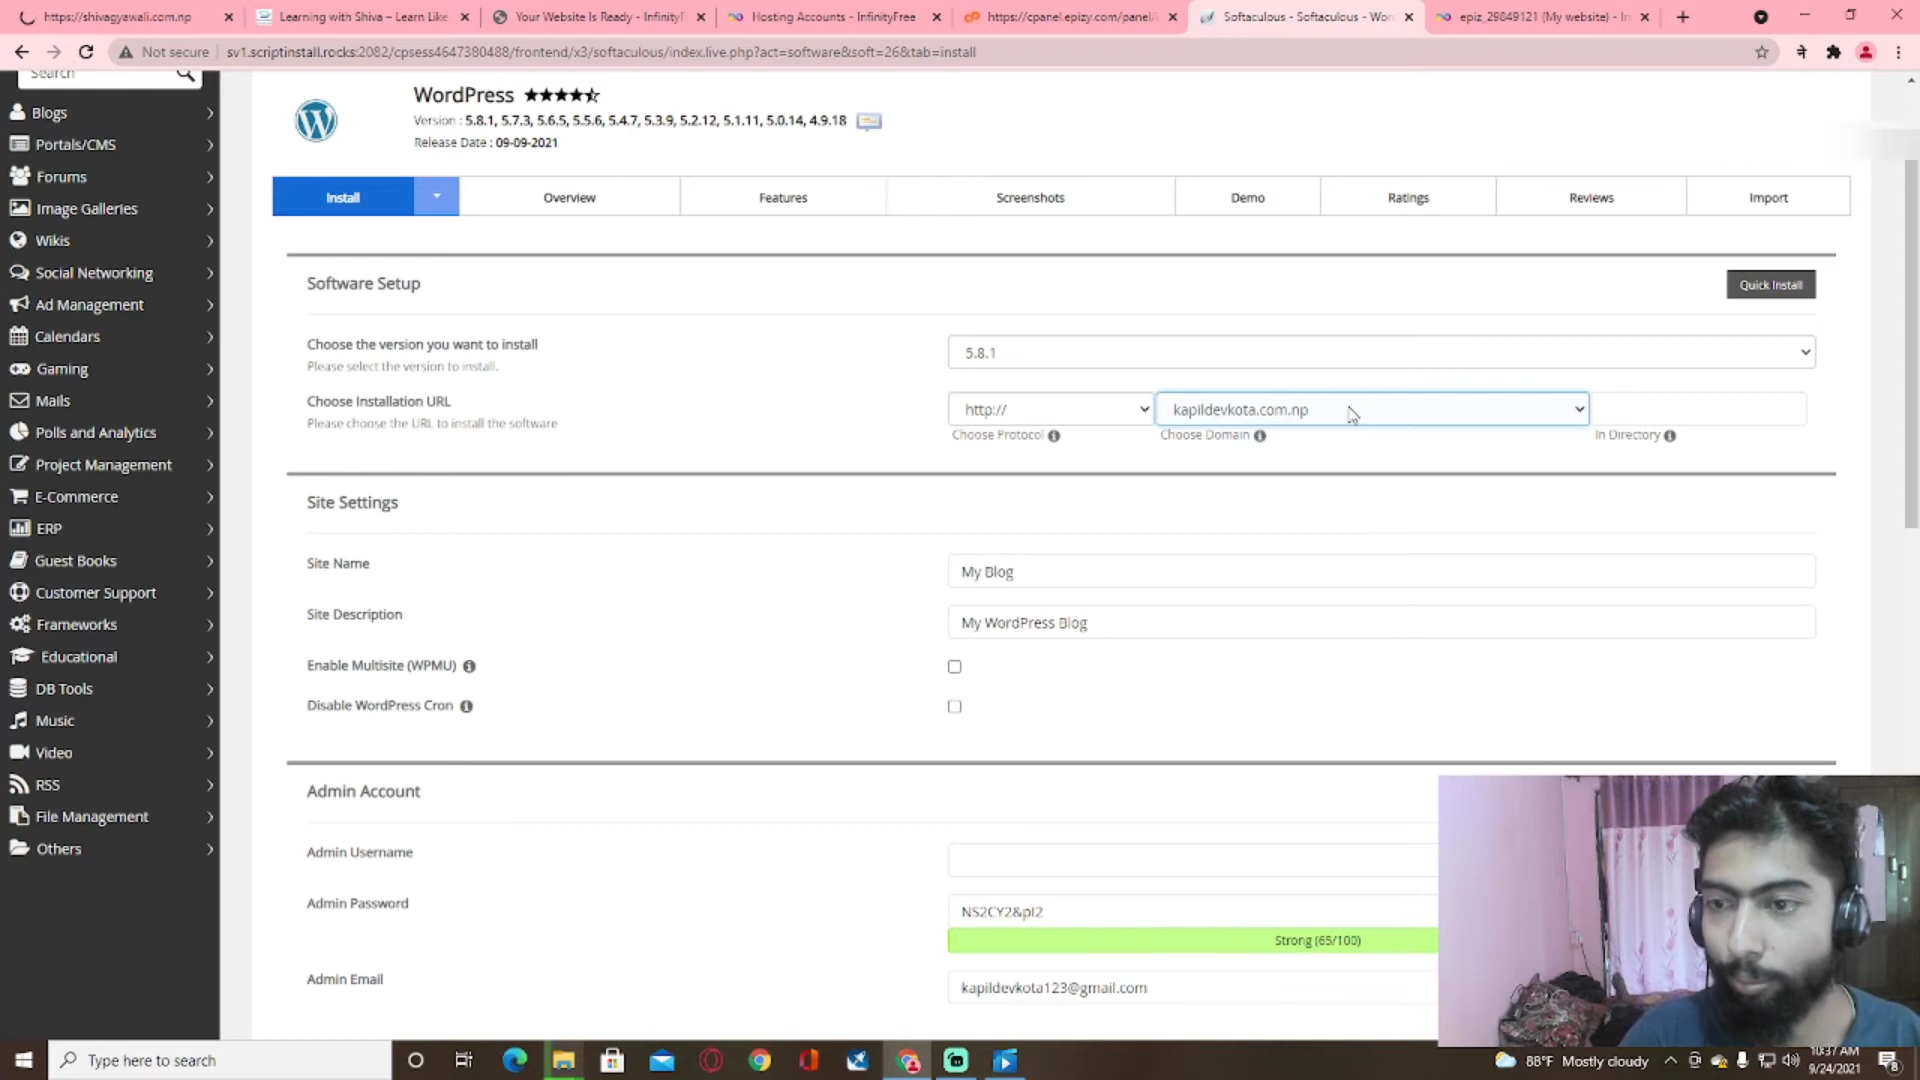 https://shivagyawali.com.np
Learning with Shiva – Learn Like
Your Website Is Ready - InfinityF
Hosting Accounts - InfinityFree
https://cpanel.epizy.com/panel/
Softaculous - Softaculous - Wor
epiz_29849121 (My website) - In
Not secure
sv1.scriptinstall.rocks:2082/cpsess4647380488/frontend/x3/softaculous/index.live.php?act=software&soft=26&tab=install
Search
Blogs
Portals/CMS
Forums
Image Galleries
Wikis
Social Networking
Ad Management
Calendars
Gaming
Mails
Polls and Analytics
Project Management
E-Commerce
ERP
Guest Books
Customer Support
Frameworks
Educational
DB Tools
Music
Video
RSS
File Management
Others
WordPress
Version : 5.8.1, 5.7.3, 5.6.5, 5.5.6, 5.4.7, 5.3.9, 5.2.12, 5.1.11, 5.0.14, 4.9.18
Release Date : 09-09-2021
Install
Overview
Features
Screenshots
Demo
Ratings
Reviews
Import
Software Setup
Quick Install
Choose the version you want to install
Please select the version to install.
5.8.1
Choose Installation URL
Please choose the URL to install the software
http://
kapildevkota.com.np
Choose Protocol
Choose Domain
In Directory
Site Settings
Site Name
My Blog
Site Description
My WordPress Blog
Enable Multisite (WPMU)
Disable WordPress Cron
Admin Account
Admin Username
Admin Password
NS2CY2&pI2
Strong (65/100)
Admin Email
kapildevkota123@gmail.com
Type here to search
88°F Mostly cloudy
10:37 AM
9/24/2021
8